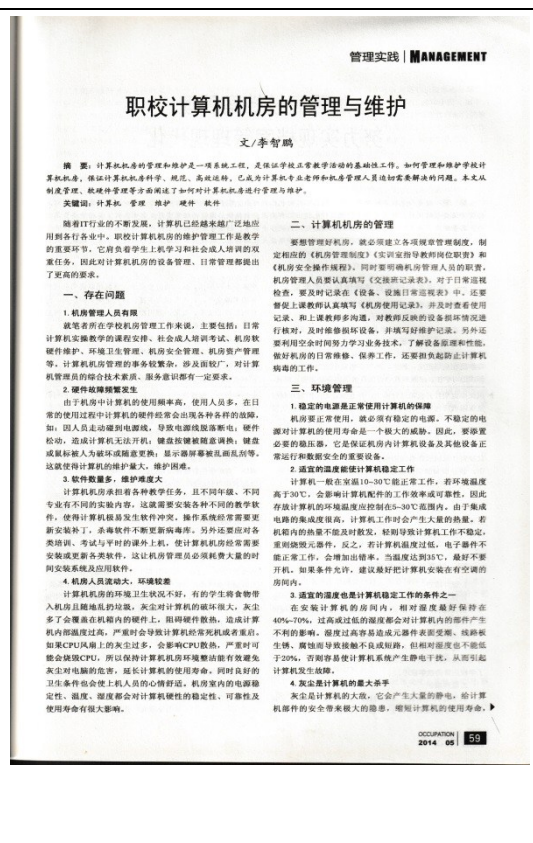 管理实践 | MANAGEMENT
职校计算机机房的管理与维护
文/李智鹏
摘 要：计算机机房的管理和维护是一项系统工程，是保证学校正常教学活动的基础性工作。如何管理和维护学校计
算机机房，保证计算机机房科学、规范、高效运转，已成为计算机专业老师和机房管理人员迫切需要解决的问题。本文从
制度管理、软硬件管理等方面阐述了如何对计算机机房进行管理与维护。
关键词：计算机 管理 维护 硬件 软件
随着IT行业的不断发展，计算机已经越来越广泛地应
用到各行各业中。职校计算机机房的维护管理工作是教学
的重要环节，它肩负着学生上机学习和社会成人培训的双
重任务，因此对计算机机房的设备管理、日常管理都提出
了更高的要求。
一、存在问题
1. 机房管理人员有限
就笔者所在学校机房管理工作来说，主要包括：日常
计算机实操教学的课程安排、社会成人培训考试、机房软
硬件维护、环境卫生管理、机房安全管理、机房资产管理
等。计算机机房管理的事务较繁杂，涉及面较广，对计算
机管理员的综合技术素质、服务意识都有一定要求。
2. 硬件故障频繁发生
由于机房中计算机的使用频率高，使用人员多，在日
常的使用过程中计算机的硬件经常会出现各种各样的故障，
如：因人员走动碰到电源线，导致电源线脱落断电；硬件
松动，造成计算机无法开机；键盘按键被随意调换；键盘
或鼠标被人为破坏或随意更换；显示器屏幕被乱画乱刮等。
这就使得计算机的维护量大，维护困难。
3. 软件数量多，维护难度大
计算机机房承担着各种教学任务，且不同年级、不同
专业有不同的实验内容，这就需要安装各种不同的教学软
件，使得计算机极易发生软件冲突。操作系统经常需要更
新安装补丁，杀毒软件不断更新病毒库。另外还要应对各
类培训、考试与平时的课外上机，使计算机机房经常需要
安装或更新各类软件，这让机房管理员必须耗费大量的时
间安装系统及应用软件。
4. 机房人员流动大、环境较差
计算机机房的环境卫生状况不好，有的学生将食物带
入机房且随地乱扔垃圾，灰尘对计算机的破坏很大，灰尘
多了会覆盖在机箱内的硬件上，阻碍硬件散热，造成计算
机内部温度过高，严重时会导致计算机经常死机或者重启。
如果CPU风扇上的灰尘过多，会影响CPU散热，严重时可
能会烧毁CPU，所以保持计算机机房环境整洁能有效避免
灰尘对电脑的危害，延长计算机的使用寿命。同时良好的
卫生条件也会使上机人员的心情舒适。机房室内的电源稳
定性、温度、湿度都会对计算机硬性的稳定性、可靠性及
使用寿命有很大影响。
二、计算机机房的管理
要想管理好机房，就必须建立各项规章管理制度，制
定相应的《机房管理制度》《实训室指导教师岗位职责》和
《机房安全操作规程》。同时要明确机房管理人员的职责，
机房管理人员要认真填写《交接班记录表》。对于日常巡视
检查，要及时记录在《设备、设施日常巡视表》中。还要
督促上课教师认真填写《机房使用记录》，并及时查看使用
记录、和上课教师多沟通，对教师反映的设备损坏情况进
行核对，及时维修损坏设备，并填写好维护记录。另外还
要利用空余时间努力学习业务技术，了解设备原理和性能，
做好机房的日常维修、保养工作，还要担负起防止计算机
病毒的工作。
三、环境管理
1. 稳定的电源是正常使用计算机的保障
机房要正常使用，就必须有稳定的电源。不稳定的电
源对计算机的使用寿命是一个极大的威胁。因此，要添置
必要的稳压器，它是保证机房内计算机设备及其他设备正
常运行和数据安全的重要设备。
2. 适宜的温度能使计算机稳定工作
计算机一般在室温10~30℃能正常工作，若环境温度
高于30℃，会影响计算机配件的工作效率或可靠性，因此
存放计算机的环境温度应控制在5~30℃范围内。由于集成
电路的集成度很高，计算机工作时会产生大量的热量，若
机箱内的热量不能及时散发，轻则导致计算机工作不稳定，
重则烧毁元器件。反之，若计算机温度过低，电子器件不
能正常工作，会增加出错率。当温度达到35℃，最好不要
开机。如果条件允许，建议最好把计算机安装在有空调的
房间内。
3. 适宜的湿度也是计算机稳定工作的条件之一
在安装计算机的房间内，相对湿度最好保持在
40%~70%，过高或过低的湿度都会对计算机内的部件产生
不利的影响。湿度过高容易造成元器件表面受潮、线路板
生锈、腐蚀而导致接触不良或短路，但相对湿度也不能低
于20%，否则容易使计算机系统产生静电干扰，从而引起
计算机发生故障。
4. 灰尘是计算机的最大杀手
灰尘是计算机的大敌，它会产生大量的静电，给计算
机部件的安全带来极大的隐患，缩短计算机的使用寿命。
OCCUPATION
2014 05 59